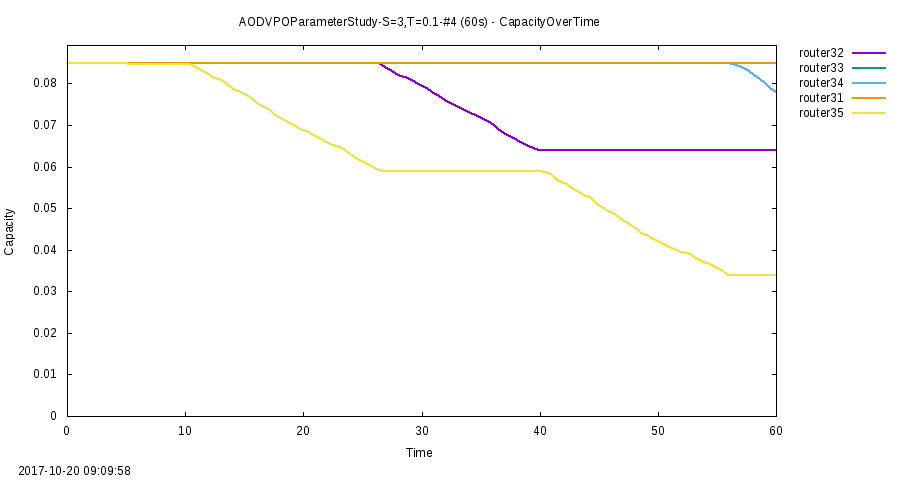 AODVPOParameterStudy-S=3,T=0.1-#4 (60s) - CapacityOverTime
router32
router33
router34
router31
router35
0.08
0.07
0.06
0.05
0.04
0.03
0.02
0.01
0
Capacity
0 10 20 30 40 50 60
Time
2017-10-20 09:09:58